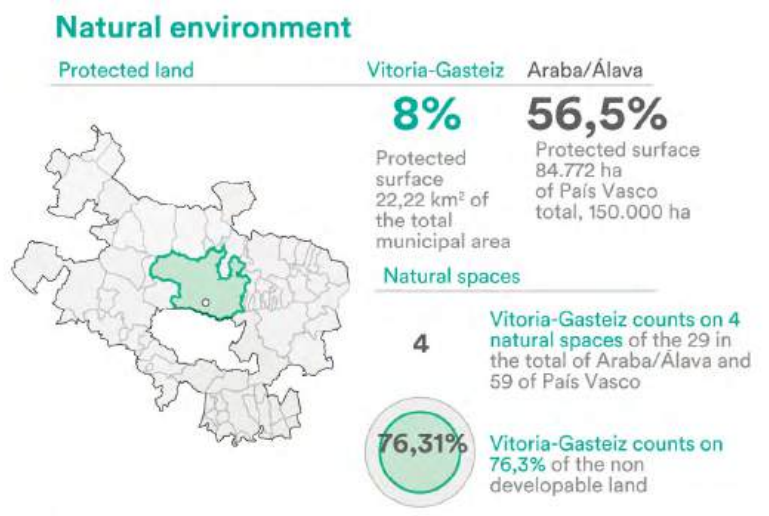 Natural environment
Protected land
Vitoria-Gasteiz
Araba/Álava
8%
Protected
surface
22,22 km² of
the total
municipal area
56,5%
Protected surface
84.772 ha
of País Vasco
total, 150.000 ha
Natural spaces
4
Vitoria-Gasteiz counts on 4
natural spaces of the 29 in
the total of Araba/Álava and
59 of País Vasco
76,31%
Vitoria-Gasteiz counts on
76,3% of the non
developable land